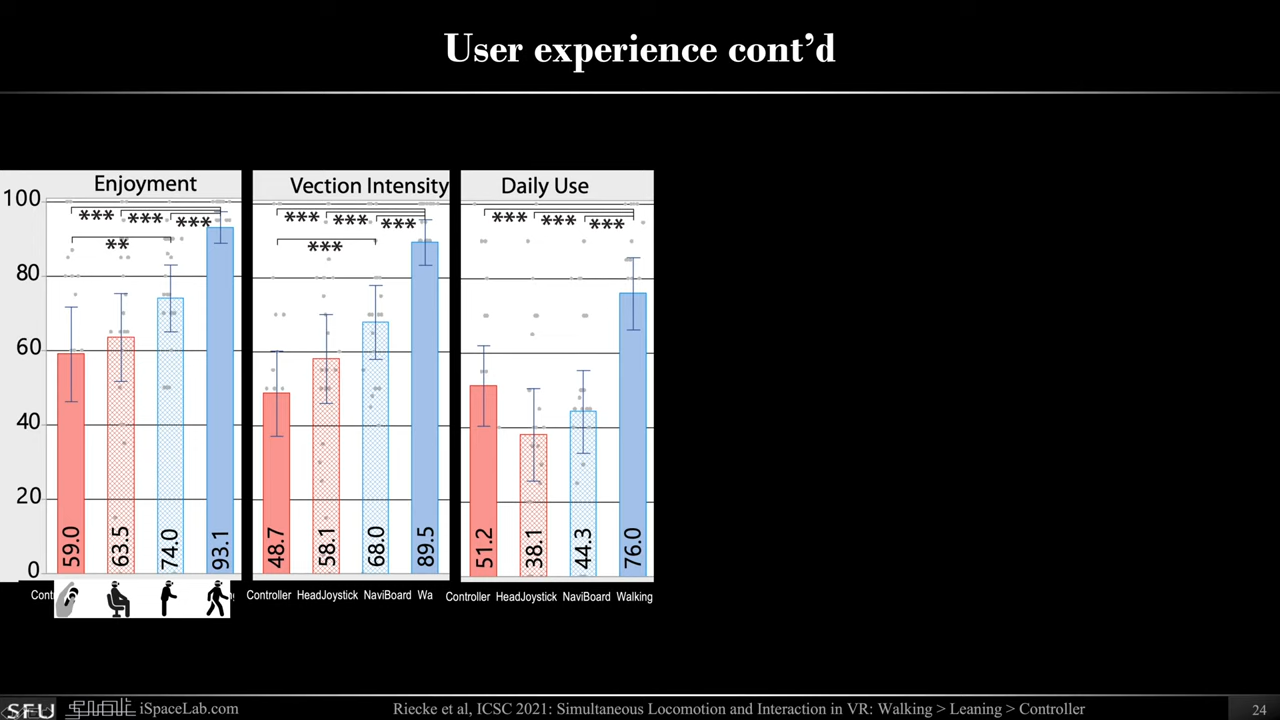 User experience cont’d
Enjoyment
Vection Intensity
Daily Use
100
80
60
40
20
0
*** *** ***
**
*** *** ***
***
*** *** ***
59.0 63.5 74.0 93.1
48.7 58.1 68.0 89.5
51.2 38.1 44.3 76.0
Cont
Controller HeadJoystick NaviBoard Wa
Controller HeadJoystick NaviBoard Walking
SFU
iSpaceLab.com
Riecke et al, ICSC 2021: Simultaneous Locomotion and Interaction in VR: Walking > Leaning > Controller
24